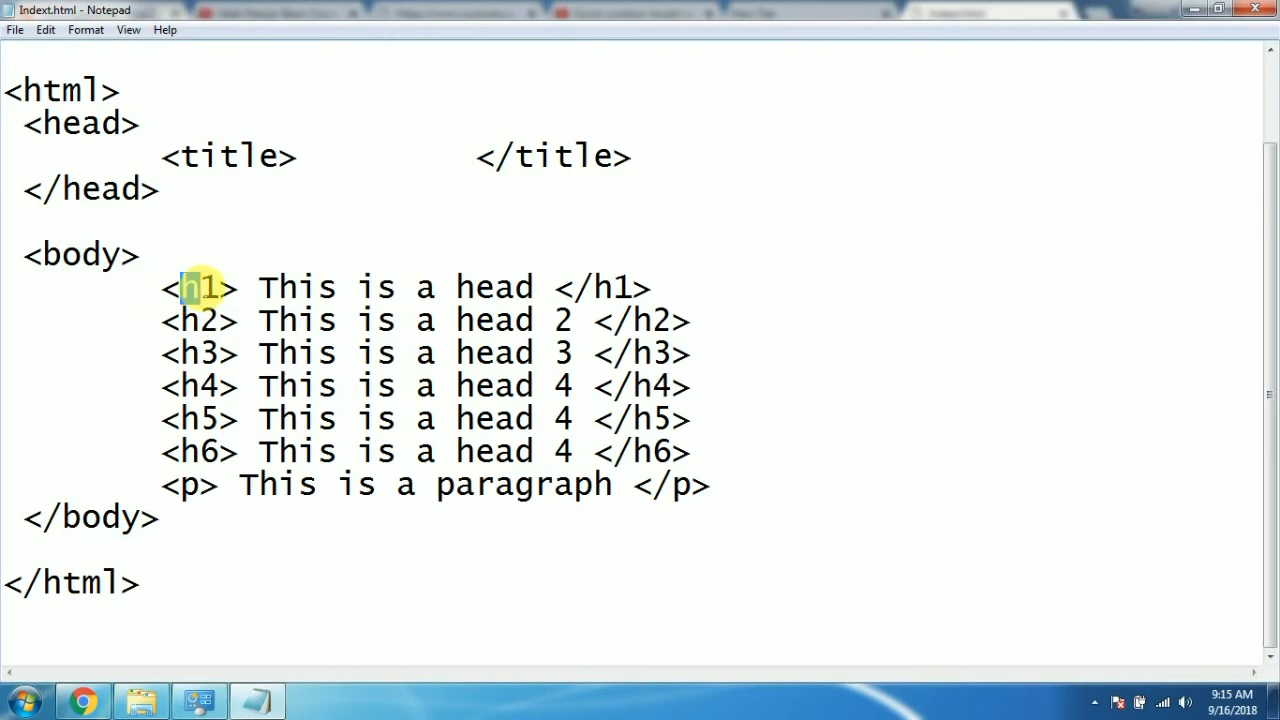 Indext.html - Notepad
File Edit Format View Help
<html>
<head>
<title> </title>
</head>
<body>
<h1> This is a head </h1>
<h2> This is a head 2 </h2>
<h3> This is a head 3 </h3>
<h4> This is a head 4 </h4>
<h5> This is a head 4 </h5>
<h6> This is a head 4 </h6>
<p> This is a paragraph </p>
</body>
</html>
9:15 AM
9/16/2018